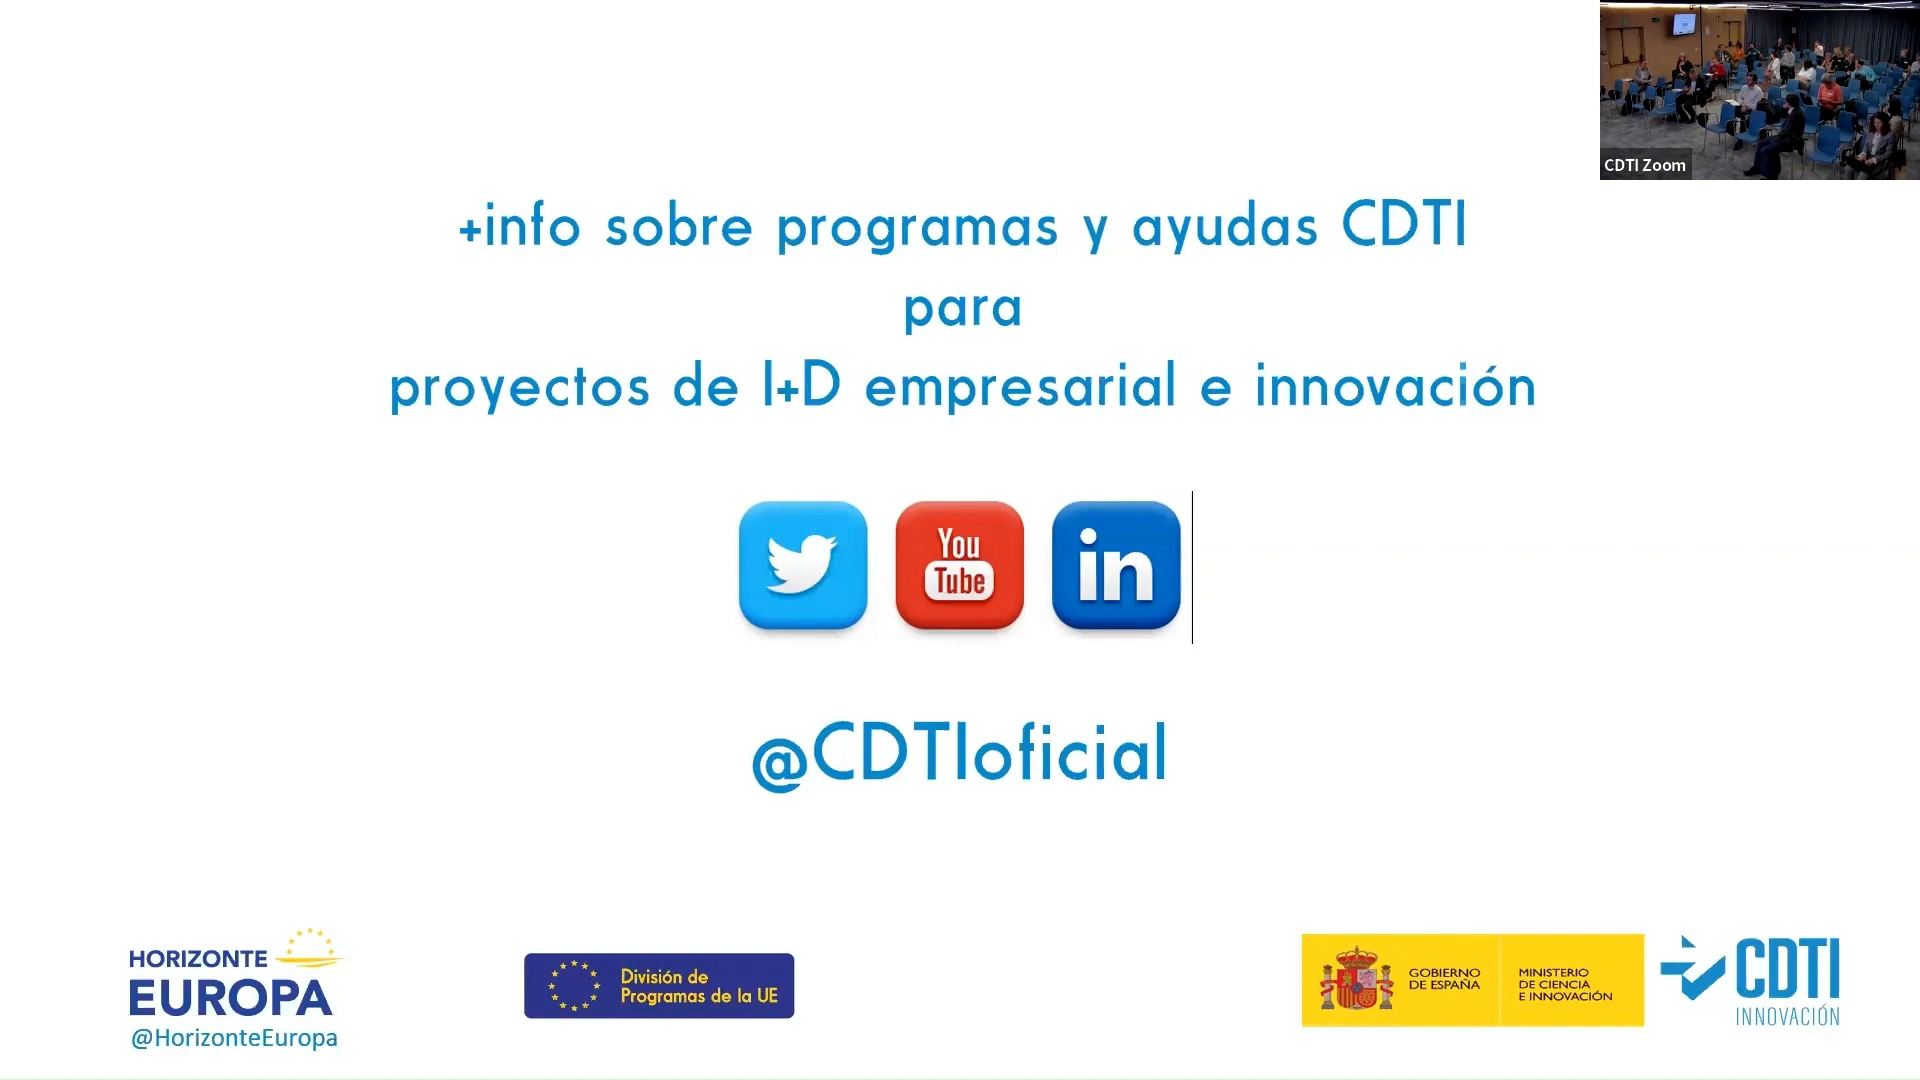 CDTI Zoom
+info sobre programas y ayudas CDTI
para
proyectos de I+D empresarial e innovación
You
Tube
in
@CDTIoficial
HORIZONTE
EUROPA
@HorizonteEuropa
División de
Programas de la UE
GOBIERNO
DE ESPAÑA
MINISTERIO
DE CIENCIA
E INNOVACIÓN
CDTI
INNOVACIÓN